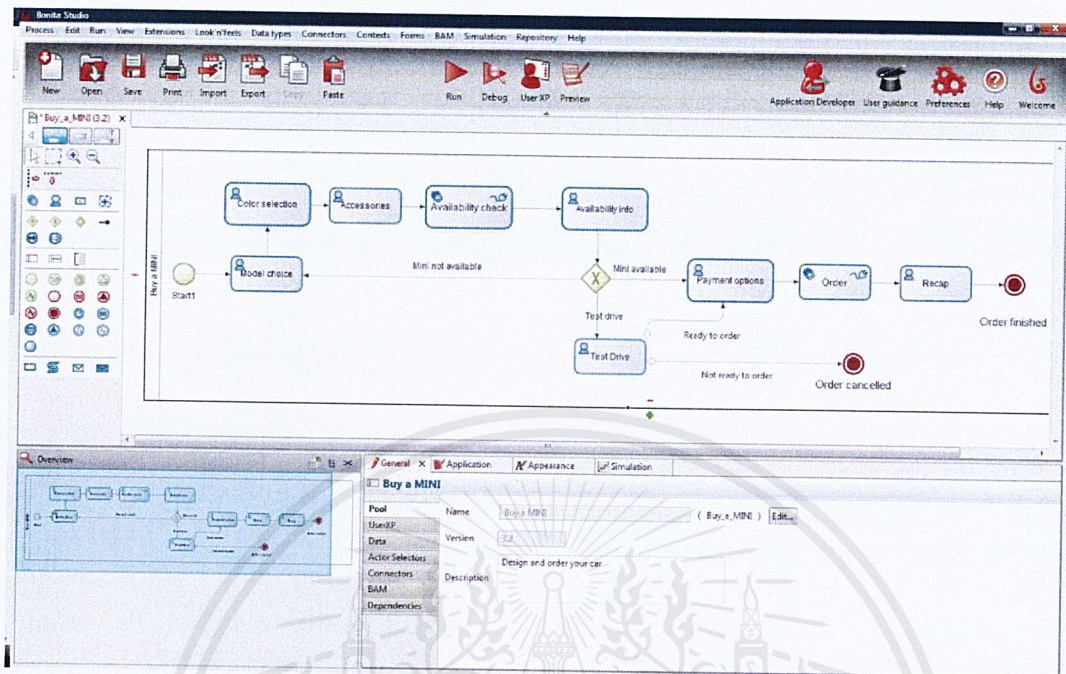 Bonita Studio
Process Edit Run View Extensions Look'n'feels Data types Connectors Contexts Forms BAM Simulation Repository Help
New Open Save Print Import Export Copy Paste Run Debug User XP Preview Application Developer User guidance Preferences Help Welcome
*Buy_a_MINI (3.2)
Color selection Accessories Availability check Availability info
Buy a MINI
Model choice Mini not available Mini available Payment options Order Recap
Start1
Order finished
Test drive
Ready to order
Test Drive
Not ready to order
Order cancelled
Overview
General Application Appearance Simulation
Buy a MINI
Pool
Name Buy a MINI ( Buy_a_MINI ) Edit...
UserXP
Data
Version 3.2
Actor Selectors
Design and order your car
Connectors
Description
BAM
Dependencies